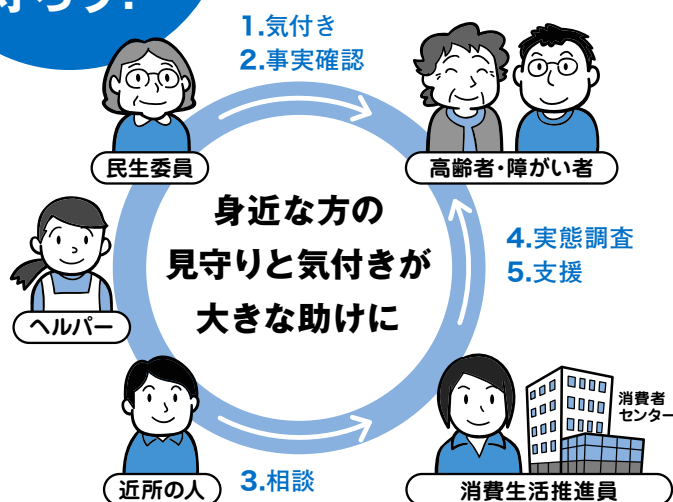 1.気付き
2.事実確認
民生委員
高齢者・障がい者
身近な方の
見守りと気付きが
大きな助けに
4.実態調査
5.支援
ヘルパー
消費者
センター
近所の人
3.相談
消費生活推進員